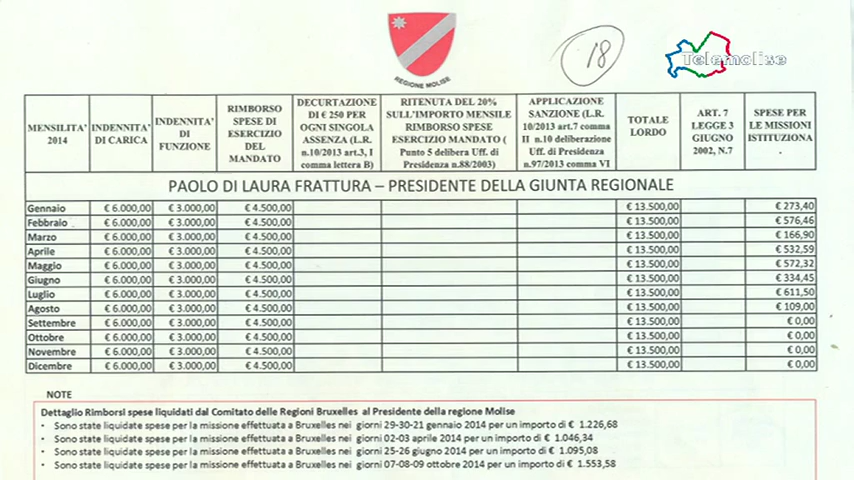 REGIONE MOLISE
18
Telemolise
MENSILITA' 2014 | INDENNITA' DI CARICA | INDENNITA' DI FUNZIONE | RIMBORSO SPESE DI ESERCIZIO DEL MANDATO | DECURTAZIONE DI € 250 PER OGNI SINGOLA ASSENZA (L.R. n.10/2013 art.3, I comma lettera B) | RITENUTA DEL 20% SULL'IMPORTO MENSILE RIMBORSO SPESE ESERCIZIO MANDATO ( Punto 5 delibera Uff. di Presidenza n.88/2003) | APPLICAZIONE SANZIONE (L.R. 10/2013 art.7 comma II n.10 deliberazione Uff. di Presidenza n.97/2013 comma VI | TOTALE LORDO | ART. 7 LEGGE 3 GIUGNO 2002, N.7 | SPESE PER LE MISSIONI ISTITUZIONA .
PAOLO DI LAURA FRATTURA – PRESIDENTE DELLA GIUNTA REGIONALE
Gennaio € 6.000,00 € 3.000,00 € 4.500,00 € 13.500,00 € 273,40
Febbraio € 6.000,00 € 3.000,00 € 4.500,00 € 13.500,00 € 576,46
Marzo € 6.000,00 € 3.000,00 € 4.500,00 € 13.500,00 € 166,90
Aprile € 6.000,00 € 3.000,00 € 4.500,00 € 13.500,00 € 532,59
Maggio € 6.000,00 € 3.000,00 € 4.500,00 € 13.500,00 € 572,32
Giugno € 6.000,00 € 3.000,00 € 4.500,00 € 13.500,00 € 334,45
Luglio € 6.000,00 € 3.000,00 € 4.500,00 € 13.500,00 € 611,50
Agosto € 6.000,00 € 3.000,00 € 4.500,00 € 13.500,00 € 109,00
Settembre € 6.000,00 € 3.000,00 € 4.500,00 € 13.500,00 € 0,00
Ottobre € 6.000,00 € 3.000,00 € 4.500,00 € 13.500,00 € 0,00
Novembre € 6.000,00 € 3.000,00 € 4.500,00 € 13.500,00 € 0,00
Dicembre € 6.000,00 € 3.000,00 € 4.500,00 € 13.500,00 € 0,00
NOTE
Dettaglio Rimborsi spese liquidati dal Comitato delle Regioni Bruxelles al Presidente della regione Molise
• Sono state liquidate spese per la missione effettuata a Bruxelles nei giorni 29-30-21 gennaio 2014 per un importo di € 1.226,68
• Sono state liquidate spese per la missione effettuata a Bruxelles nei giorni 02-03 aprile 2014 per un importo di € 1.046,34
• Sono state liquidate spese per la missione effettuata a Bruxelles nei giorni 25-26 giugno 2014 per un importo di € 1.095,08
• Sono state liquidate spese per la missione effettuata a Bruxelles nei giorni 07-08-09 ottobre 2014 per un importo di € 1.553,58